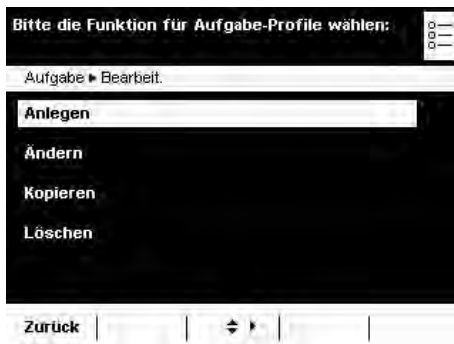 Bitte die Funktion für Aufgabe-Profile wählen:
Aufgabe ▸ Bearbeit.
Anlegen
Ändern
Kopieren
Löschen
Zurück